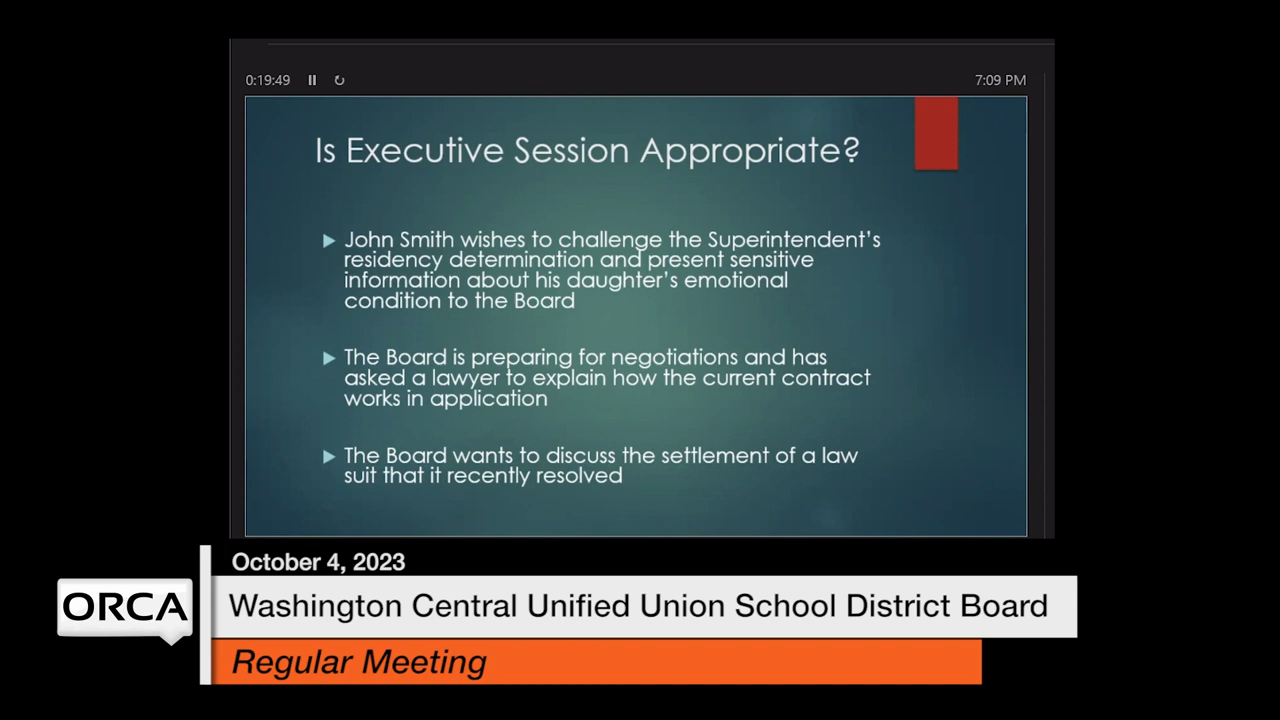 0:19:49
7:09 PM
Is Executive Session Appropriate?
John Smith wishes to challenge the Superintendent's
residency determination and present sensitive
information about his daughter's emotional
condition to the Board
The Board is preparing for negotiations and has
asked a lawyer to explain how the current contract
works in application
The Board wants to discuss the settlement of a law
suit that it recently resolved
October 4, 2023
ORCA
Washington Central Unified Union School District Board
Regular Meeting